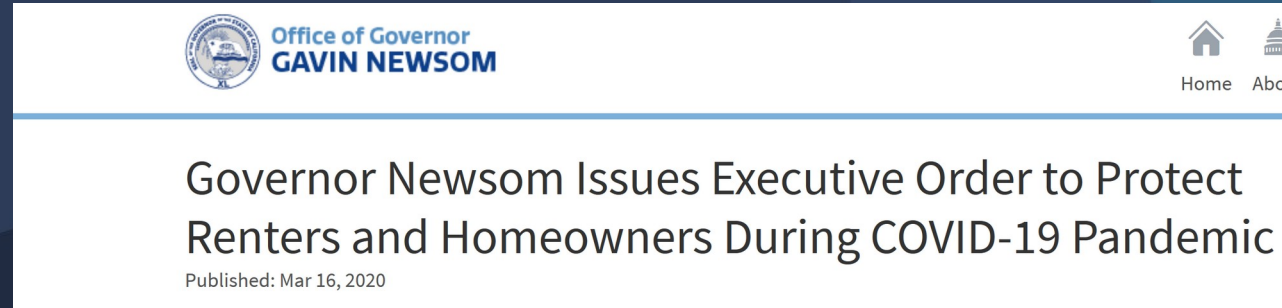 Office of Governor
GAVIN NEWSOM
Home
Governor Newsom Issues Executive Order to Protect
Renters and Homeowners During COVID-19 Pandemic
Published: Mar 16, 2020